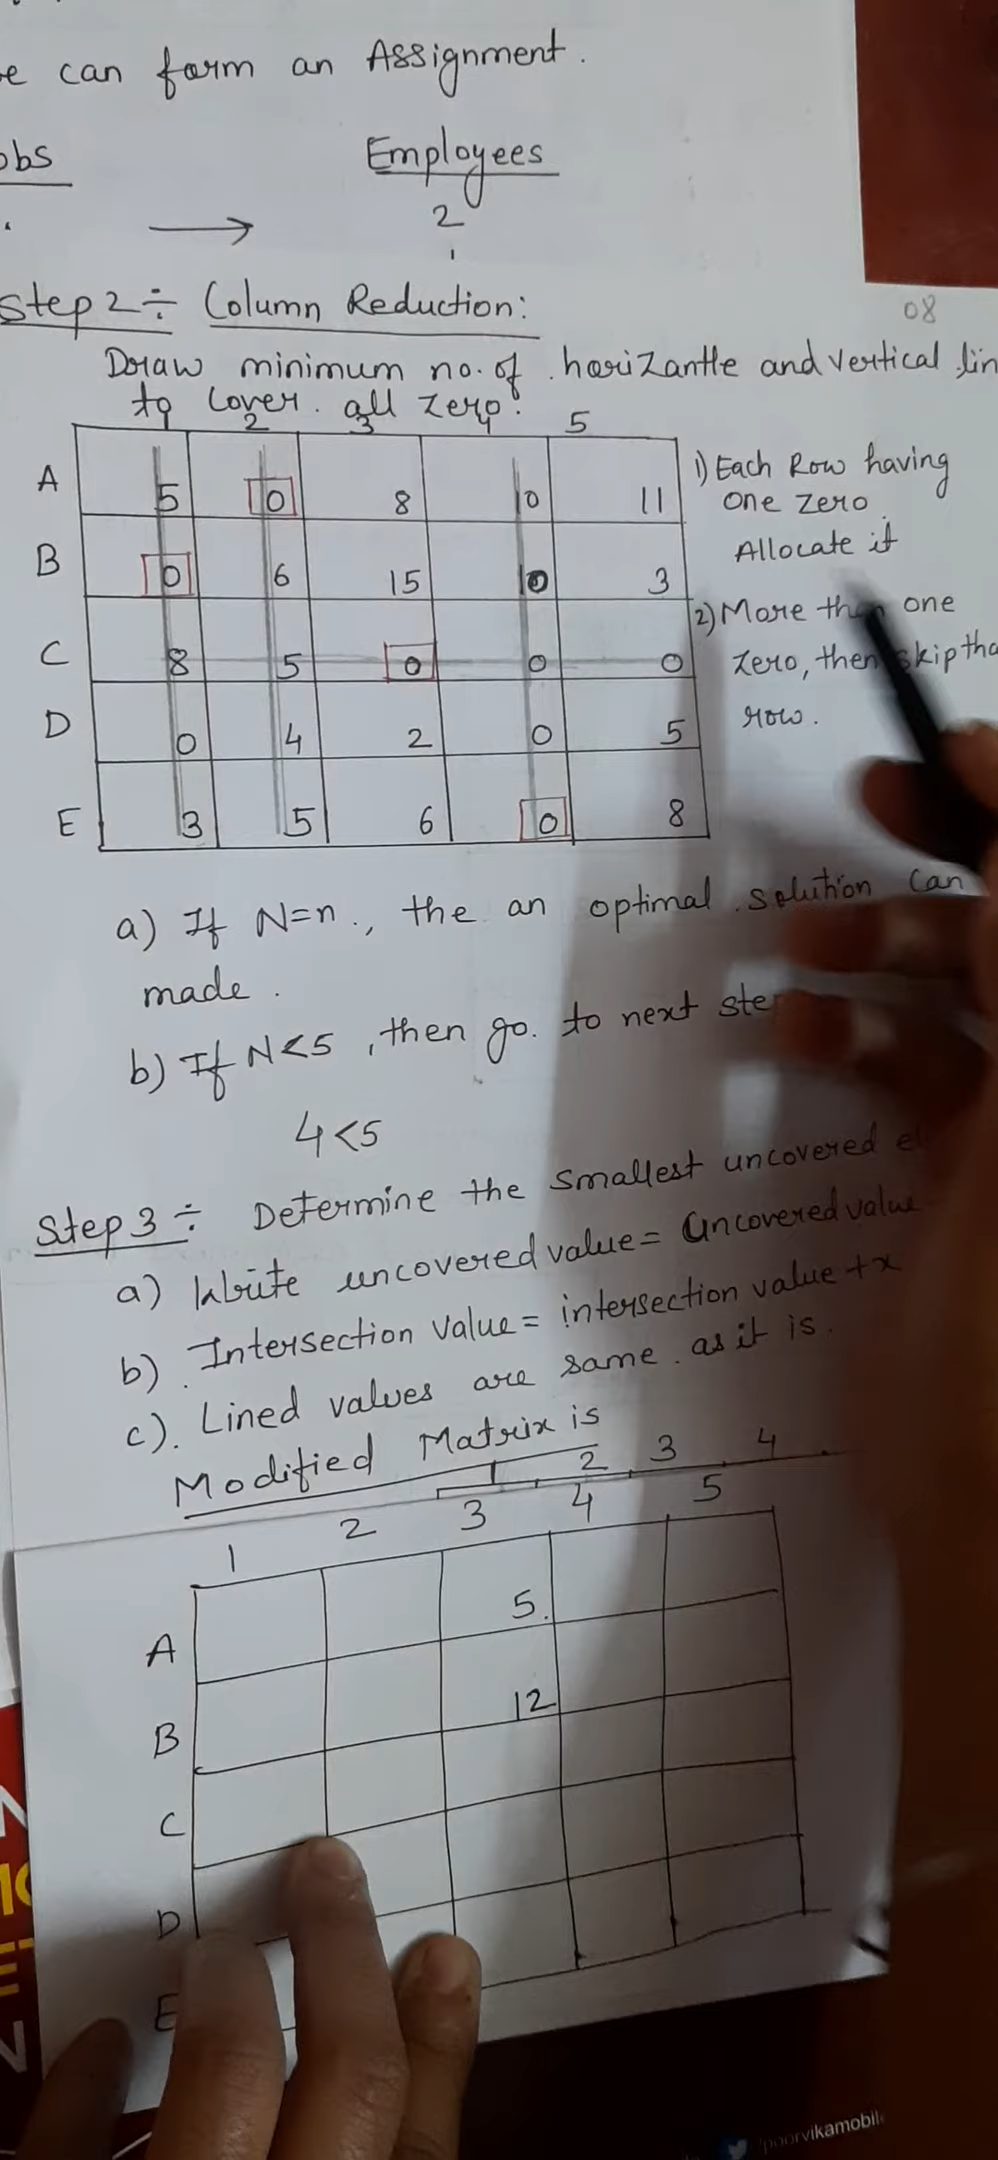 e can form an Assignment.
obs Employees
→ 2
Step 2÷ Column Reduction:
08
Draw minimum no. of horizantle and vertical lin
to cover all zero.
1 2 3 4 5
A 5 0 8 10 11
B 0 6 15 10 3
C 8 5 0 0 0
D 0 4 2 0 5
E 3 5 6 0 8
1) Each Row having
one zero
Allocate it
2) More than one
zero, then skip tha
row.
a) If N=n., the an optimal solution can
made.
b) If N<5, then go. to next ste
4<5
Step 3÷ Determine the smallest uncovered
a) Write uncovered value = Uncovered value -
b). Intersection Value = intersection value +x
c). Lined values are same. as it is.
Modified Matrix is
1 2 3 4
1 2 3 4 5
A 5.
B 12
C
D
E
/poorvikamobil